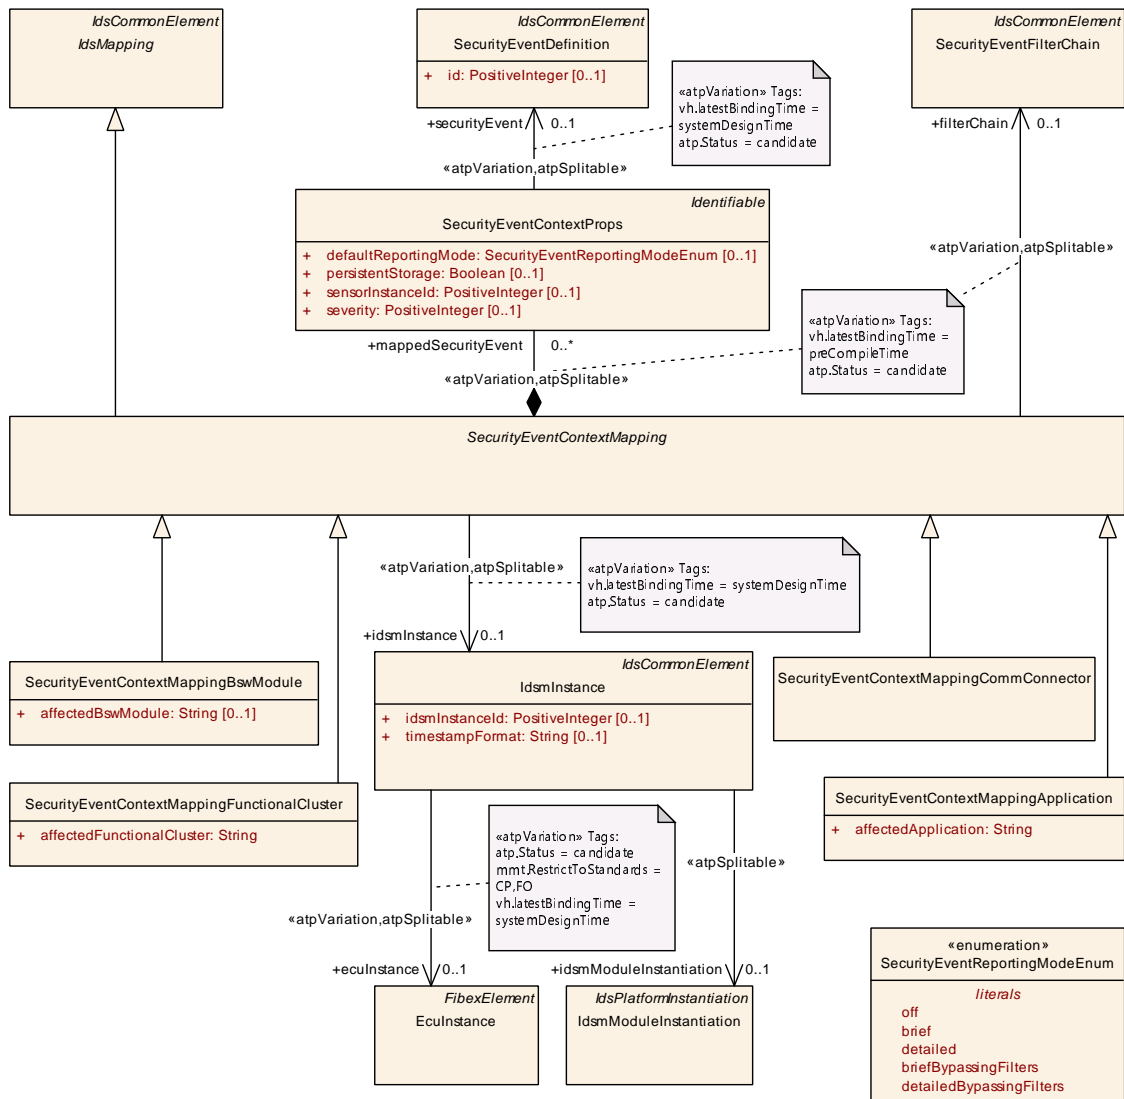 IdsCommonElement
IdsMapping
IdsCommonElement
SecurityEventDefinition
+ id: PositiveInteger [0..1]
IdsCommonElement
SecurityEventFilterChain
«atpVariation» Tags:
vh.latestBindingTime =
systemDesignTime
atp.Status = candidate
+securityEvent 0..1
+filterChain 0..1
«atpVariation,atpSplitable»
Identifiable
SecurityEventContextProps
+ defaultReportingMode: SecurityEventReportingModeEnum [0..1]
+ persistentStorage: Boolean [0..1]
+ sensorInstanceId: PositiveInteger [0..1]
+ severity: PositiveInteger [0..1]
«atpVariation,atpSplitable»
«atpVariation» Tags:
vh.latestBindingTime =
preCompileTime
atp.Status = candidate
+mappedSecurityEvent 0..*
«atpVariation,atpSplitable»
SecurityEventContextMapping
«atpVariation,atpSplitable»
«atpVariation» Tags:
vh.latestBindingTime = systemDesignTime
atp.Status = candidate
+idsmInstance 0..1
SecurityEventContextMappingBswModule
+ affectedBswModule: String [0..1]
IdsCommonElement
IdsmInstance
+ idsmInstanceId: PositiveInteger [0..1]
+ timestampFormat: String [0..1]
SecurityEventContextMappingCommConnector
SecurityEventContextMappingFunctionalCluster
+ affectedFunctionalCluster: String
SecurityEventContextMappingApplication
+ affectedApplication: String
«atpVariation» Tags:
atp.Status = candidate
mmt.RestrictToStandards =
CP,FO
vh.latestBindingTime =
systemDesignTime
«atpSplitable»
«atpVariation,atpSplitable»
+ecuInstance 0..1
+idsmModuleInstantiation 0..1
FibexElement
EcuInstance
IdsPlatformInstantiation
IdsmModuleInstantiation
«enumeration»
SecurityEventReportingModeEnum
literals
off
brief
detailed
briefBypassingFilters
detailedBypassingFilters